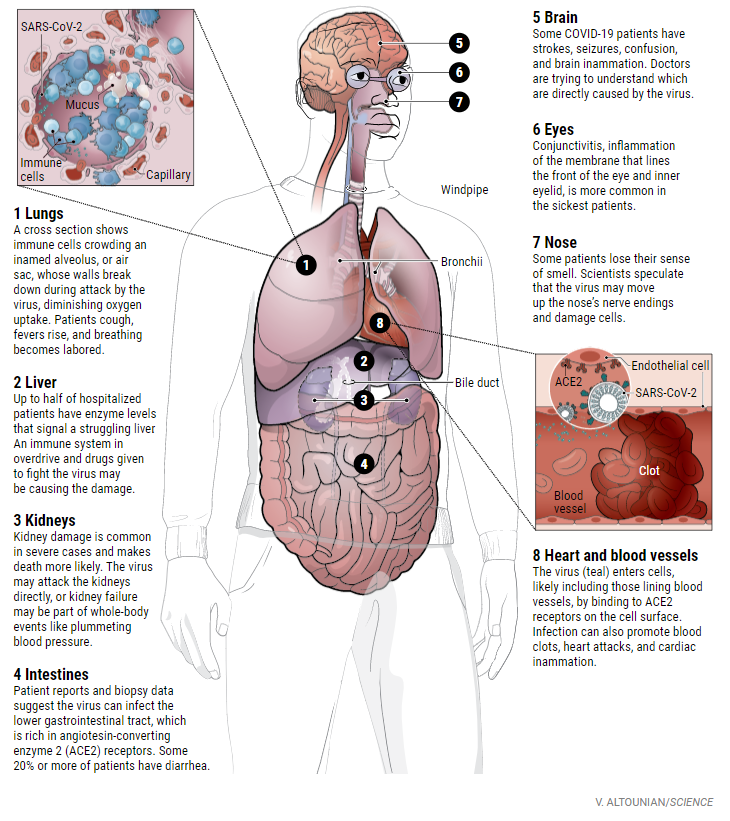 SARS-CoV-2
Mucus
Immune
cells
Capillary
1 Lungs
A cross section shows
immune cells crowding an
inamed alveolus, or air
sac, whose walls break
down during attack by the
virus, diminishing oxygen
uptake. Patients cough,
fevers rise, and breathing
becomes labored.
2 Liver
Up to half of hospitalized
patients have enzyme levels
that signal a struggling liver
An immune system in
overdrive and drugs given
to fight the virus may
be causing the damage.
3 Kidneys
Kidney damage is common
in severe cases and makes
death more likely. The virus
may attack the kidneys
directly, or kidney failure
may be part of whole-body
events like plummeting
blood pressure.
4 Intestines
Patient reports and biopsy data
suggest the virus can infect the
lower gastrointestinal tract, which
is rich in angiotesin-converting
enzyme 2 (ACE2) receptors. Some
20% or more of patients have diarrhea.
5
6
7
Windpipe
Bronchii
1
8
2
Bile duct
3
4
5 Brain
Some COVID-19 patients have
strokes, seizures, confusion,
and brain inammation. Doctors
are trying to understand which
are directly caused by the virus.
6 Eyes
Conjunctivitis, inflammation
of the membrane that lines
the front of the eye and inner
eyelid, is more common in
the sickest patients.
7 Nose
Some patients lose their sense
of smell. Scientists speculate
that the virus may move
up the nose's nerve endings
and damage cells.
Endothelial cell
ACE2
SARS-CoV-2
Clot
Blood
vessel
8 Heart and blood vessels
The virus (teal) enters cells,
likely including those lining blood
vessels, by binding to ACE2
receptors on the cell surface.
Infection can also promote blood
clots, heart attacks, and cardiac
inammation.
V. ALTOUNIAN/SCIENCE